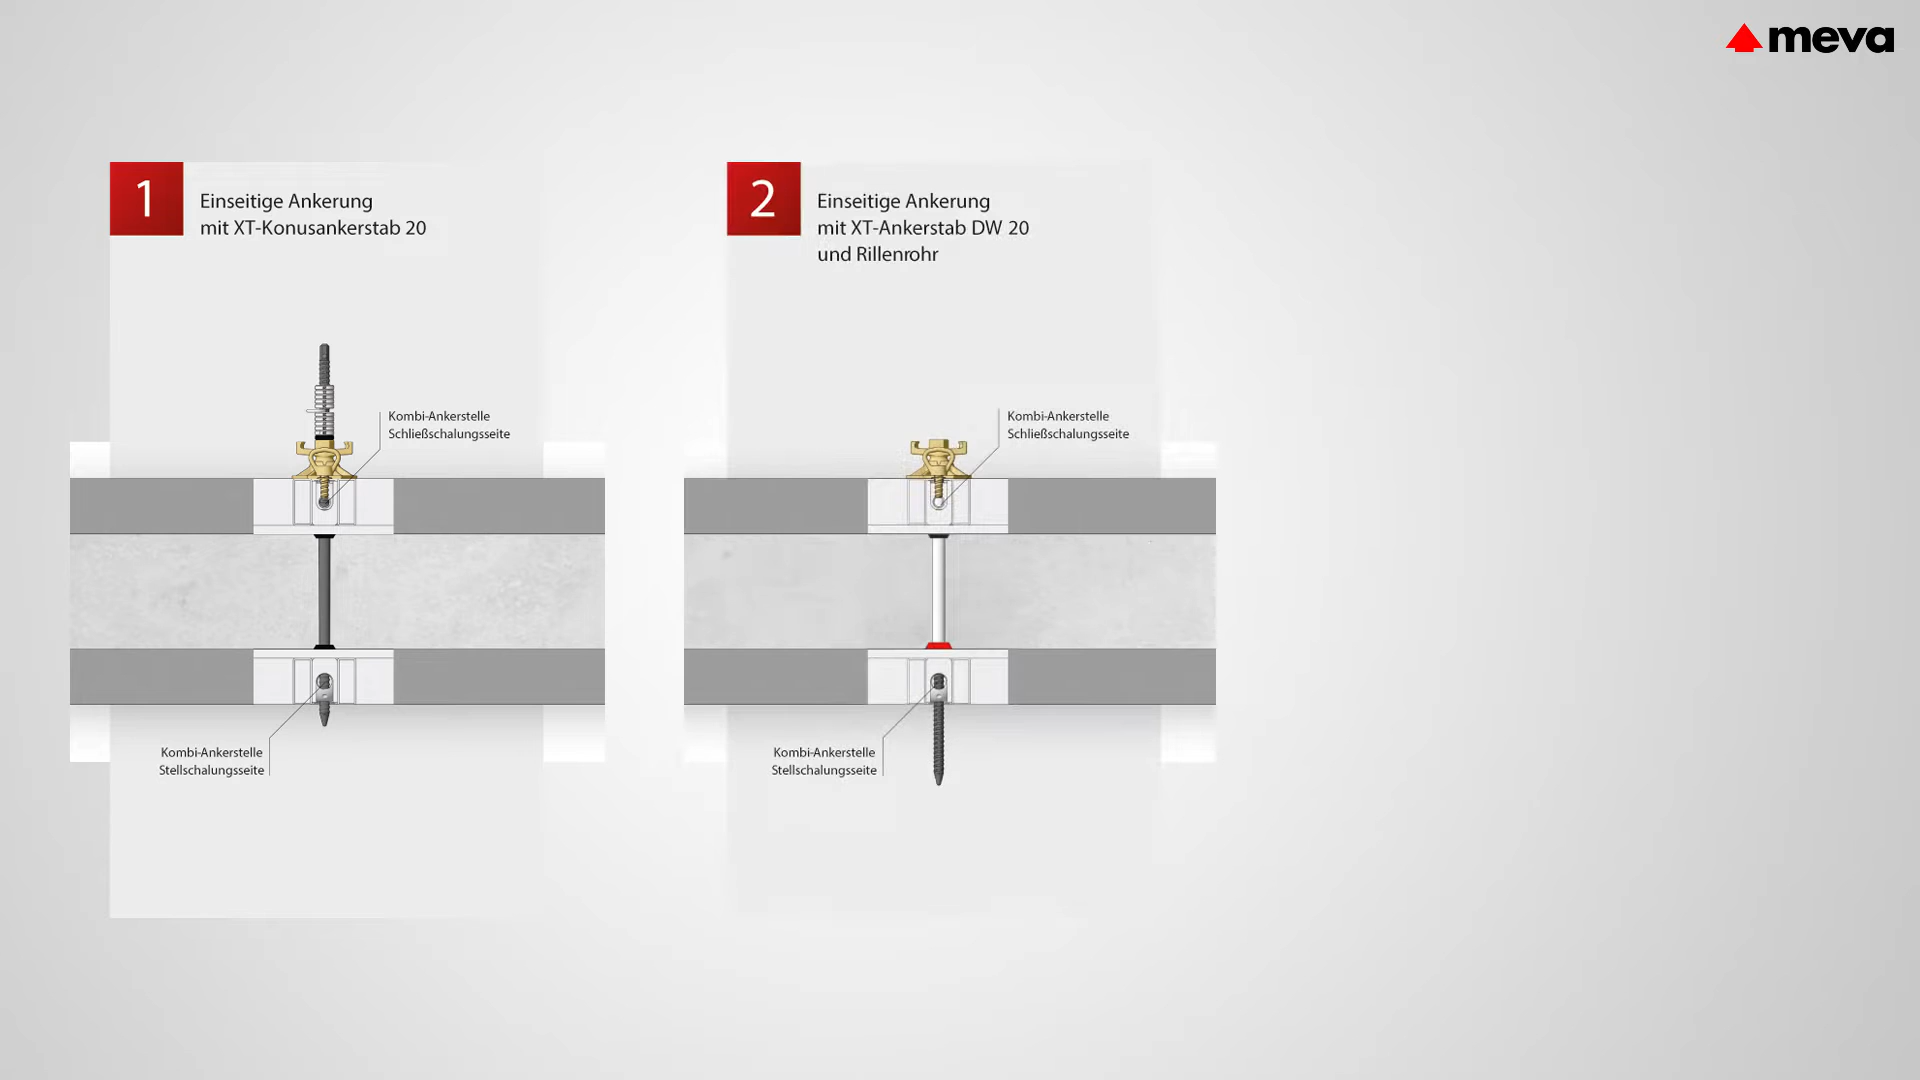 meva
1
Einseitige Ankerung
mit XT-Konusankerstab 20
Kombi-Ankerstelle
Schließschalungsseite
Kombi-Ankerstelle
Stellschalungsseite
2
Einseitige Ankerung
mit XT-Ankerstab DW 20
und Rillenrohr
Kombi-Ankerstelle
Schließschalungsseite
Kombi-Ankerstelle
Stellschalungsseite